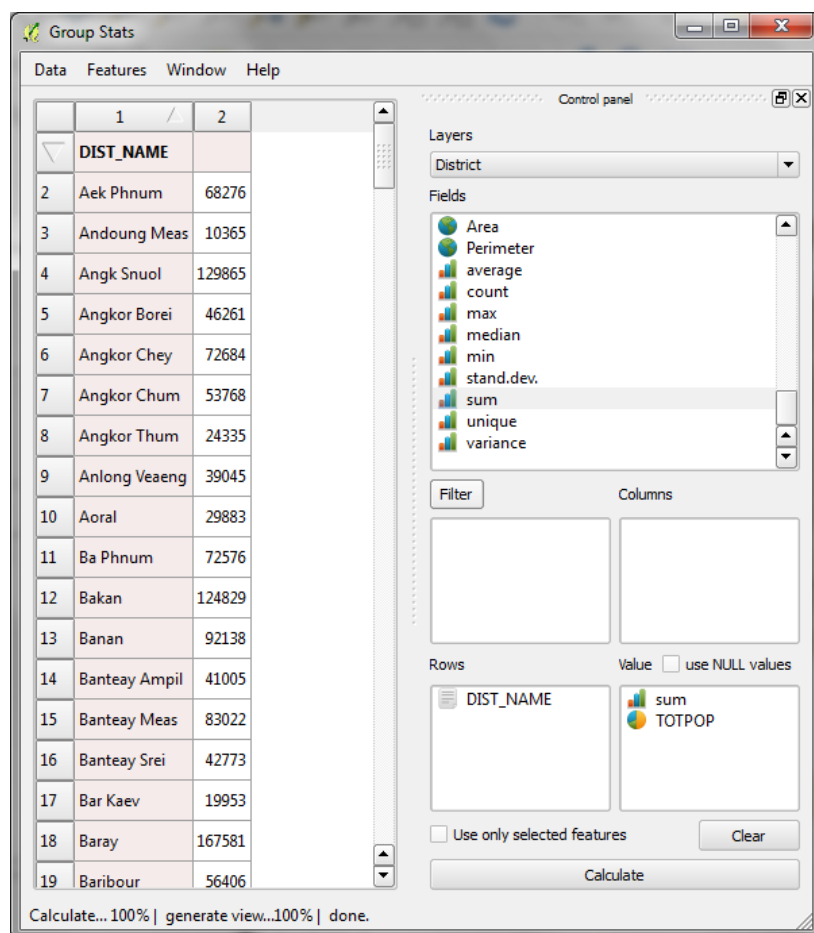 Group Stats
Data Features Window Help
1 2
DIST_NAME
2 Aek Phnum 68276
3 Andoung Meas 10365
4 Angk Snuol 129865
5 Angkor Borei 46261
6 Angkor Chey 72684
7 Angkor Chum 53768
8 Angkor Thum 24335
9 Anlong Veaeng 39045
10 Aoral 29883
11 Ba Phnum 72576
12 Bakan 124829
13 Banan 92138
14 Banteay Ampil 41005
15 Banteay Meas 83022
16 Banteay Srei 42773
17 Bar Kaev 19953
18 Baray 167581
19 Baribour 56406
Control panel
Layers
District
Fields
Area
Perimeter
average
count
max
median
min
stand.dev.
sum
unique
variance
Filter Columns
Rows Value use NULL values
DIST_NAME sum
TOTPOP
Use only selected features Clear
Calculate
Calculate... 100% | generate view...100% | done.